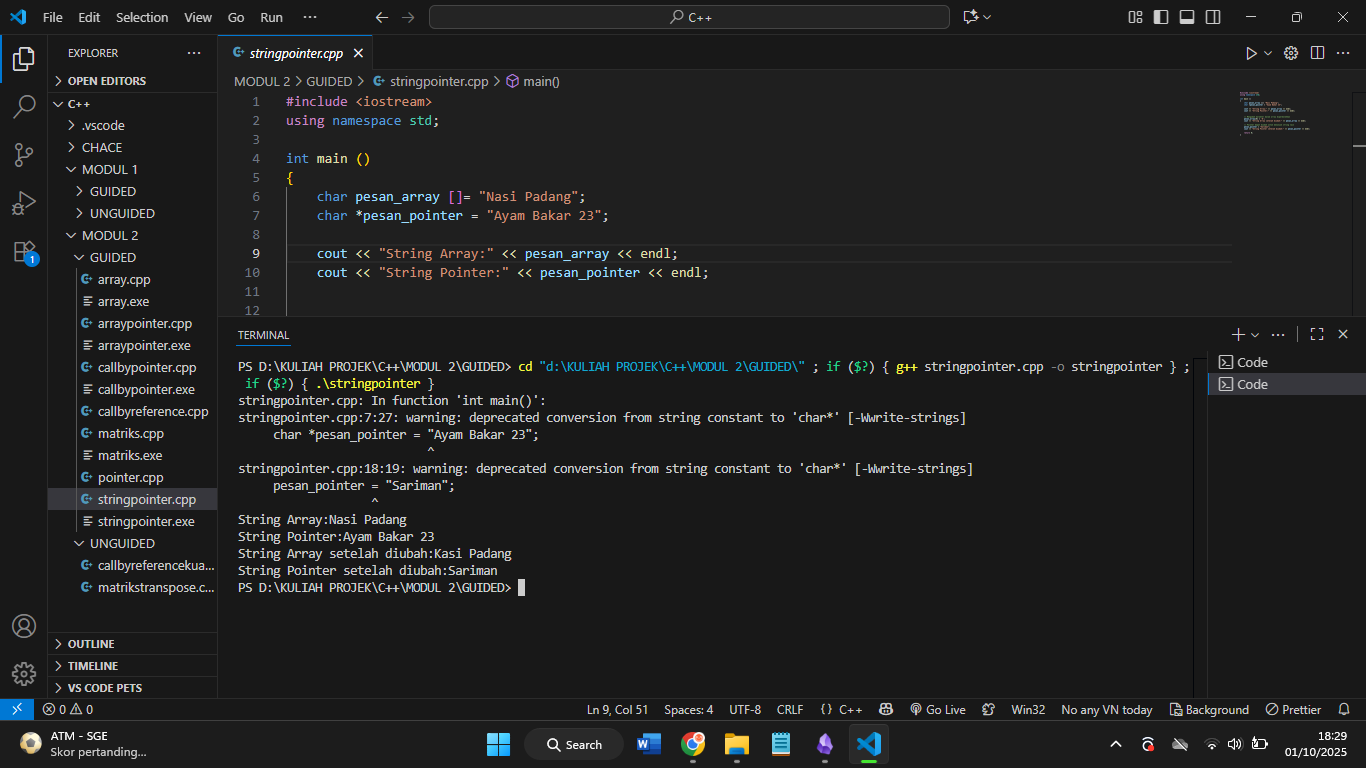 File Edit Selection View Go Run ··· C++
EXPLORER ···
OPEN EDITORS
C++
.vscode
CHACE
MODUL 1
GUIDED
UNGUIDED
MODUL 2
GUIDED
array.cpp
array.exe
arraypointer.cpp
arraypointer.exe
callbypointer.cpp
callbypointer.exe
callbyreference.cpp
matriks.cpp
matriks.exe
pointer.cpp
stringpointer.cpp
stringpointer.exe
UNGUIDED
callbyreferencekua...
matrikstranspose.c...
OUTLINE
TIMELINE
VS CODE PETS
1
stringpointer.cpp
MODUL 2 > GUIDED > stringpointer.cpp > main()
1 #include <iostream>
2 using namespace std;
3
4 int main ()
5 {
6 char pesan_array []= "Nasi Padang";
7 char *pesan_pointer = "Ayam Bakar 23";
8
9 cout << "String Array:" << pesan_array << endl;
10 cout << "String Pointer:" << pesan_pointer << endl;
11
12
TERMINAL
PS D:\KULIAH PROJEK\C++\MODUL 2\GUIDED> cd "d:\KULIAH PROJEK\C++\MODUL 2\GUIDED\" ; if ($?) { g++ stringpointer.cpp -o stringpointer } ;
if ($?) { .\stringpointer }
stringpointer.cpp: In function 'int main()':
stringpointer.cpp:7:27: warning: deprecated conversion from string constant to 'char*' [-Wwrite-strings]
char *pesan_pointer = "Ayam Bakar 23";
^
stringpointer.cpp:18:19: warning: deprecated conversion from string constant to 'char*' [-Wwrite-strings]
pesan_pointer = "Sariman";
^
String Array:Nasi Padang
String Pointer:Ayam Bakar 23
String Array setelah diubah:Kasi Padang
String Pointer setelah diubah:Sariman
PS D:\KULIAH PROJEK\C++\MODUL 2\GUIDED>
Code
Code
0 0 Ln 9, Col 51 Spaces: 4 UTF-8 CRLF {} C++ Go Live Win32 No any VN today Background Prettier
ATM - SGE
Skor pertanding...
Search
18:29
01/10/2025